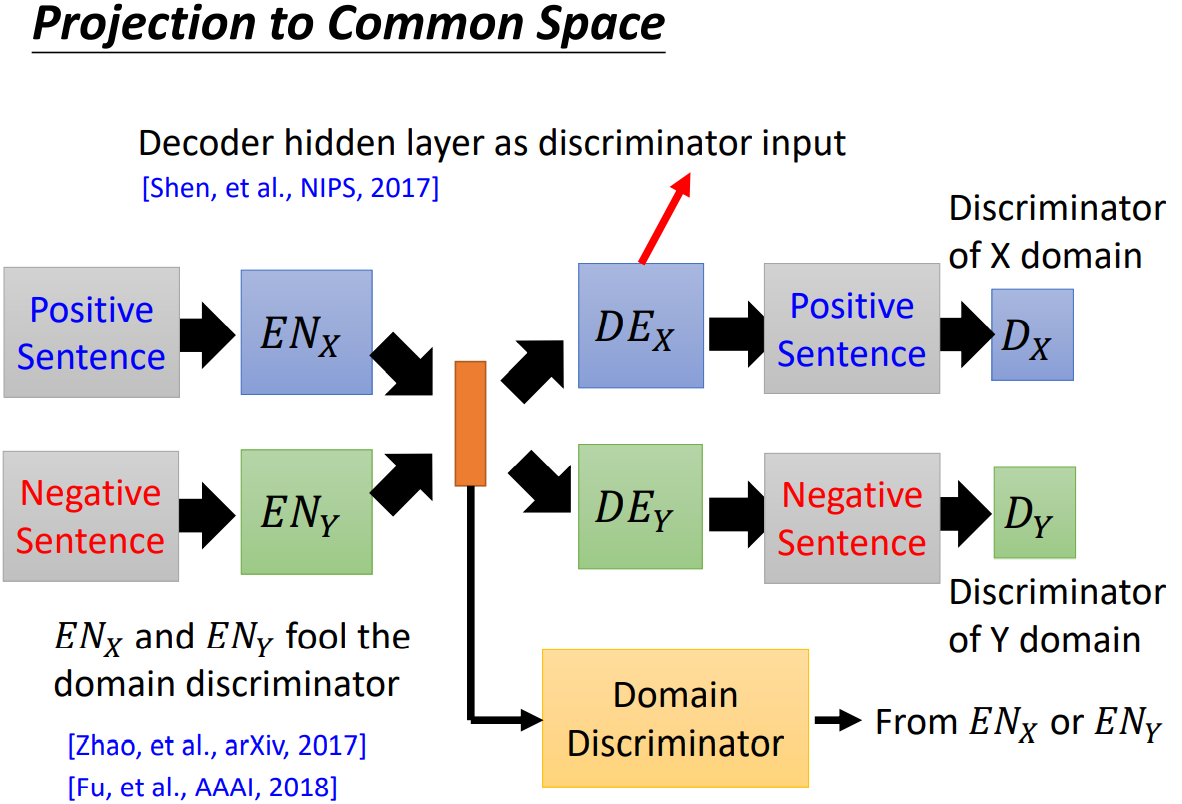 Projection to Common Space
Decoder hidden layer as discriminator input
[Shen, et al., NIPS, 2017]
Discriminator
of X domain
Positive
Sentence
EN_X
DE_X
Positive
Sentence
D_X
Negative
Sentence
EN_Y
DE_Y
Negative
Sentence
D_Y
Discriminator
of Y domain
EN_X and EN_Y fool the
domain discriminator
[Zhao, et al., arXiv, 2017]
[Fu, et al., AAAI, 2018]
Domain
Discriminator
From EN_X or EN_Y